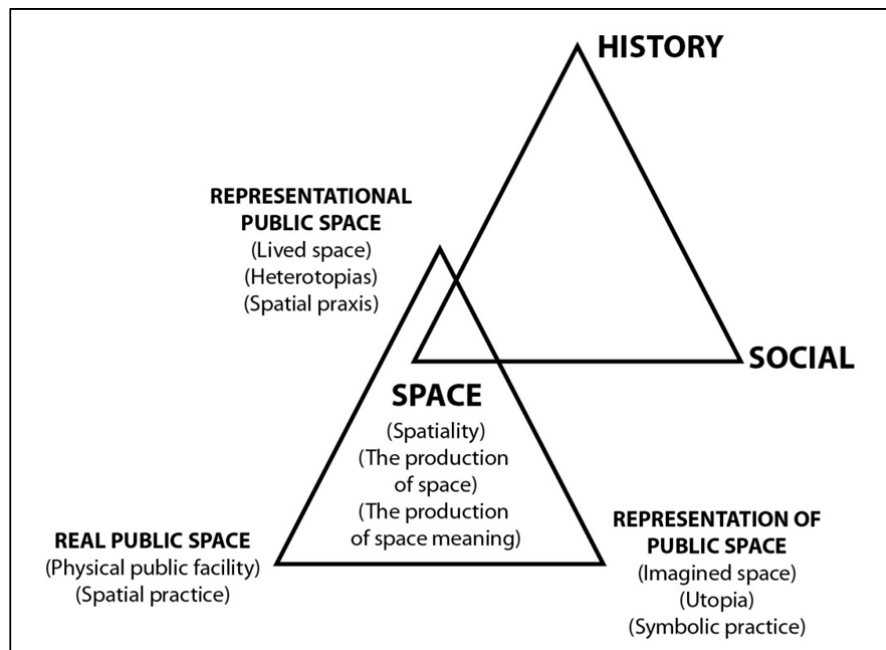 HISTORY
REPRESENTATIONAL
PUBLIC SPACE
(Lived space)
(Heterotopias)
(Spatial praxis)
SOCIAL
SPACE
(Spatiality)
(The production
of space)
(The production
of space meaning)
REAL PUBLIC SPACE
(Physical public facility)
(Spatial practice)
REPRESENTATION OF
PUBLIC SPACE
(Imagined space)
(Utopia)
(Symbolic practice)